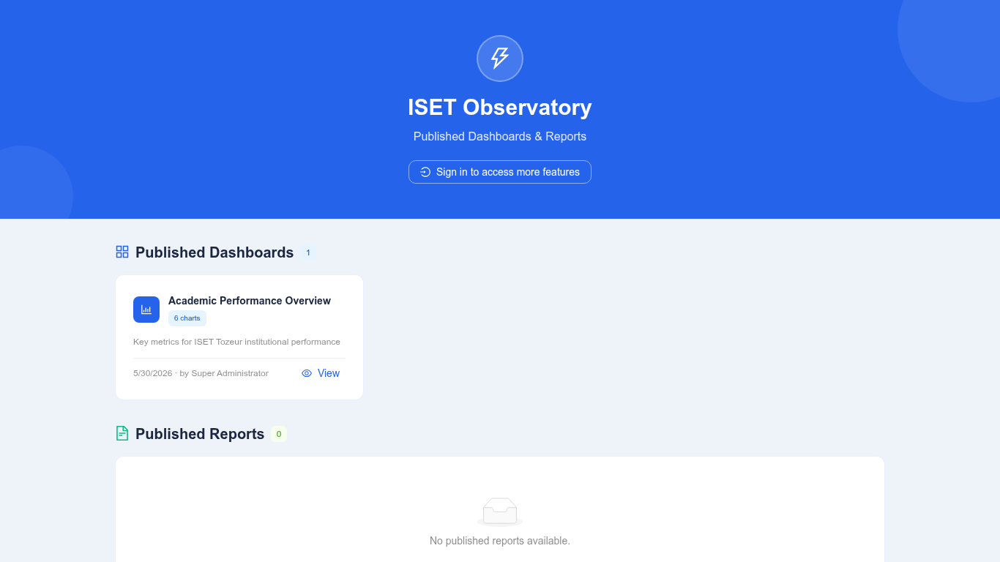 ISET Observatory
Published Dashboards & Reports
Sign in to access more features
Published Dashboards 1
Academic Performance Overview
6 charts
Key metrics for ISET Tozeur institutional performance
5/30/2026 · by Super Administrator View
Published Reports 0
No published reports available.